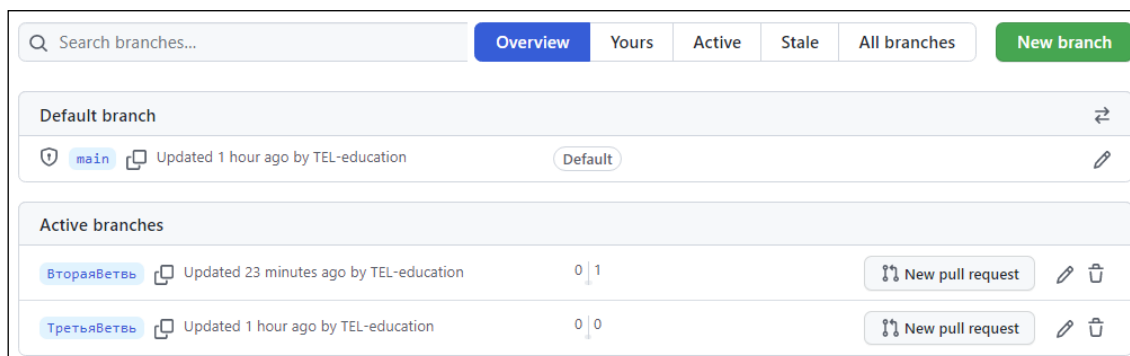 Search branches... Overview Yours Active Stale All branches New branch
Default branch
main Updated 1 hour ago by TEL-education Default
Active branches
ВтораяВетвь Updated 23 minutes ago by TEL-education 0 1 New pull request
ТретьяВетвь Updated 1 hour ago by TEL-education 0 0 New pull request